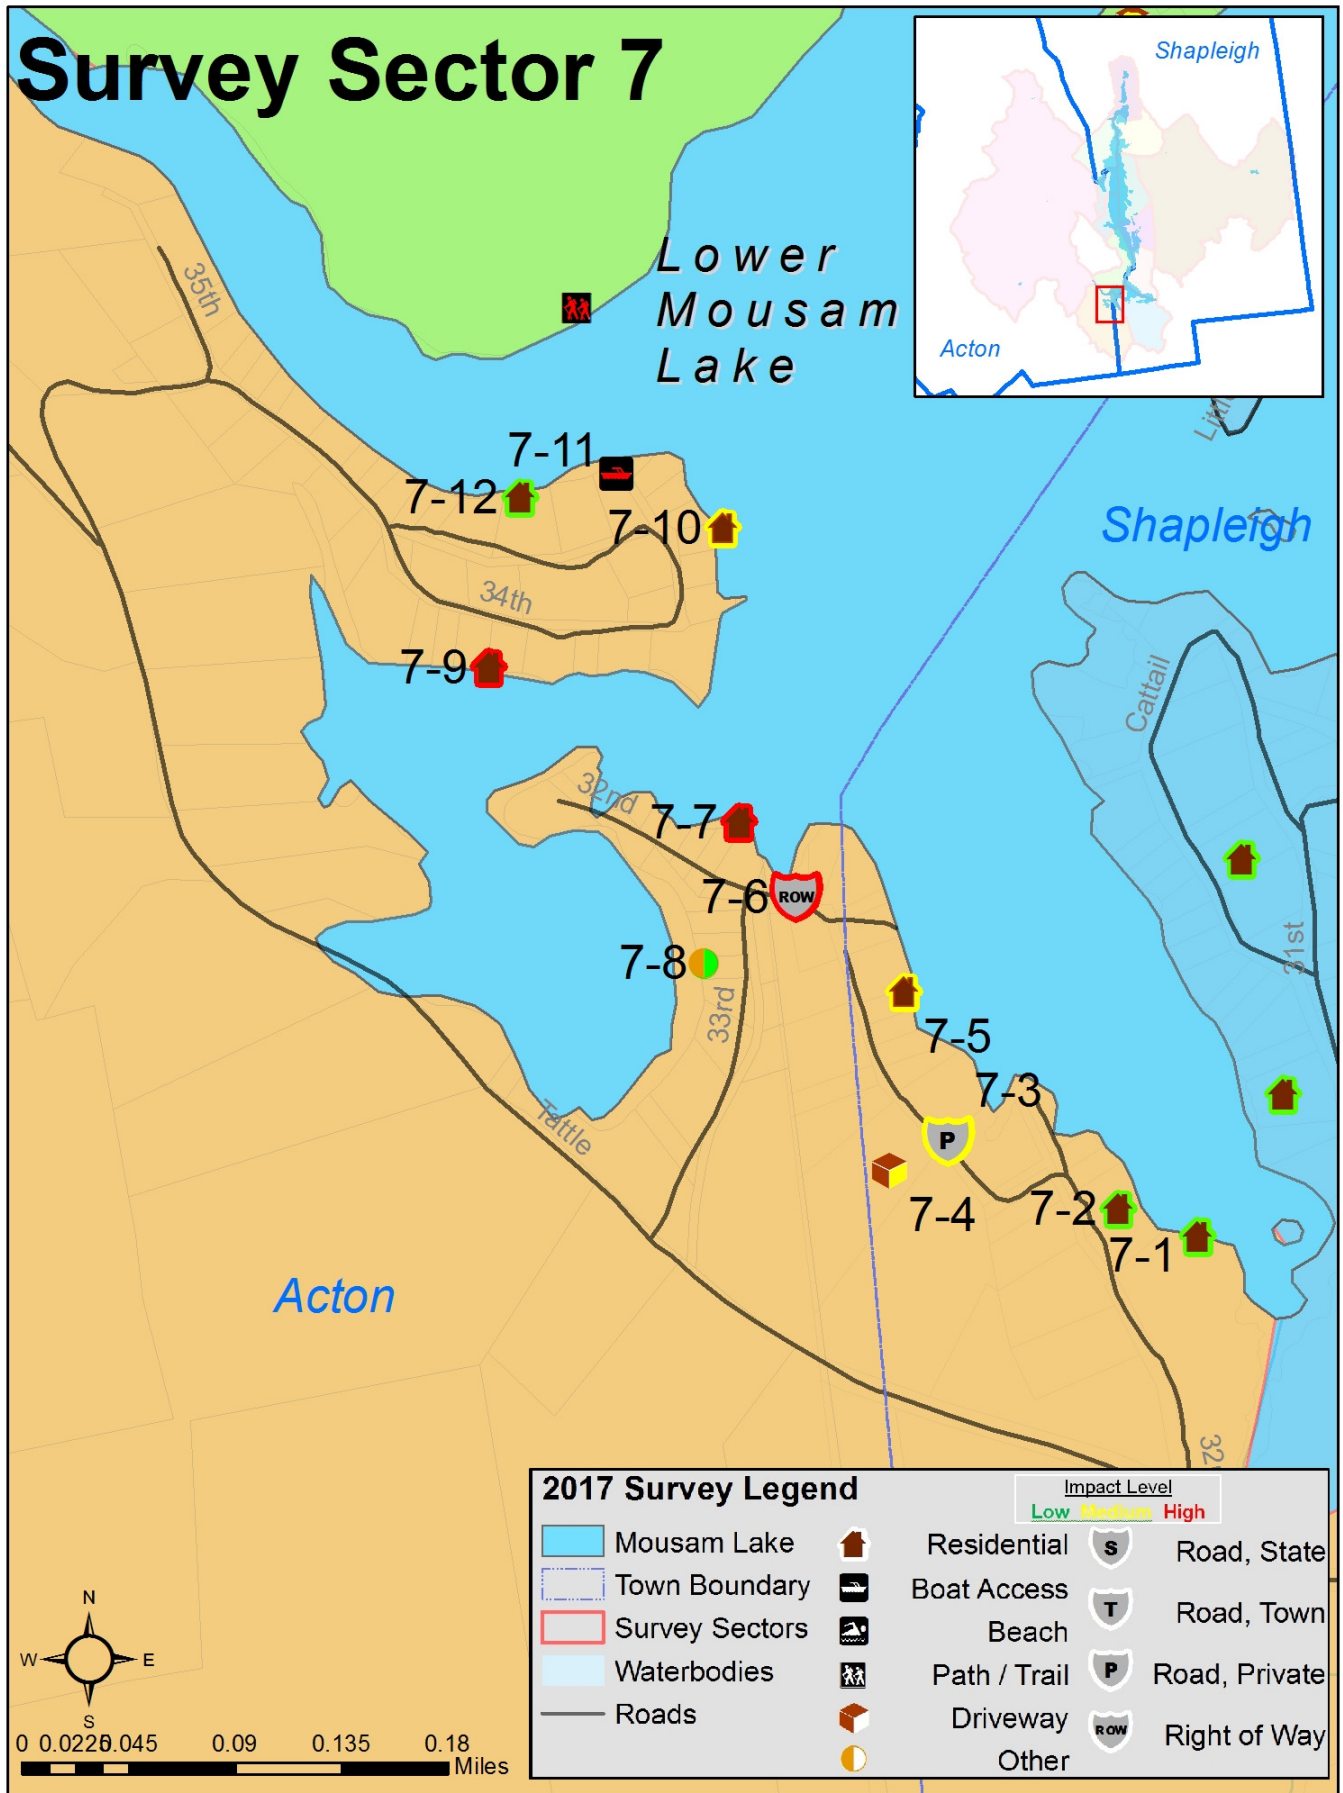 Survey Sector 7
Shapleigh
Acton
35th
Lower
Mousam
Lake
7-11
7-12
7-10
34th
7-9
Shapleigh
Cattail
32nd
7-7
7-6
ROW
7-8
33rd
31st
7-5
7-3
P
7-4
7-2
7-1
Tattle
Acton
2017 Survey Legend
Impact Level
Low Medium High
Mousam Lake
Town Boundary
Survey Sectors
Waterbodies
Roads
Residential
Boat Access
Beach
Path / Trail
Driveway
Other
S Road, State
T Road, Town
P Road, Private
ROW Right of Way
N
W E
S
0 0.0225 0.045 0.09 0.135 0.18
Miles